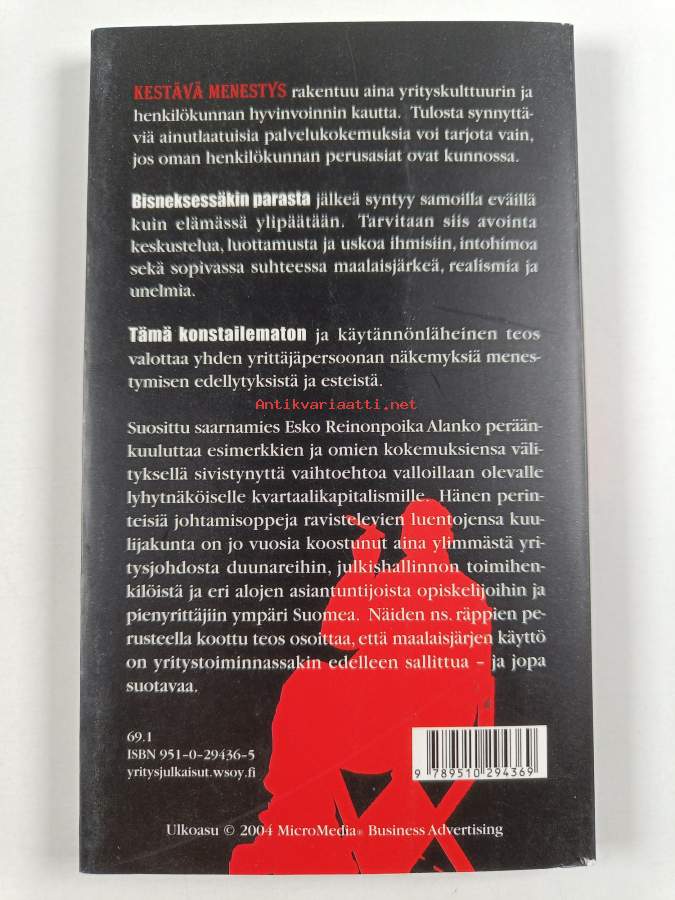 KESTÄVÄ MENESTYS rakentuu aina yrityskulttuurin ja
henkilökunnan hyvinvoinnin kautta. Tulosta synnyttä-
viä ainutlaatuisia palvelukokemuksia voi tarjota vain,
jos oman henkilökunnan perusasiat ovat kunnossa.
Bisneksessäkin parasta jälkeä syntyy samoilla eväillä
kuin elämässä ylipäätään. Tarvitaan siis avointa
keskustelua, luottamusta ja uskoa ihmisiin, intohimoa
sekä sopivassa suhteessa maalaisjärkeä, realismia ja
unelmia.
Tämä konstailematon ja käytännönläheinen teos
valottaa yhden yrittäjäpersoonan näkemyksiä menes-
tymisen edellytyksistä ja esteistä.
Antikvariaatti.net
Suosittu saarnamies Esko Reinonpoika Alanko perään-
kuuluttaa esimerkkien ja omien kokemuksiensa väli-
tyksellä sivistynyttä vaihtoehtoa valloillaan olevalle
lyhytnäköiselle kvartaalikapitalismille. Hänen perin-
teisiä johtamisoppeja ravistelevien luentojensa kuu-
lijakunta on jo vuosia koostunut aina ylimmästä yri-
tysjohdosta duunareihin, julkishallinnon toimihen-
kilöistä ja eri alojen asiantuntijoista opiskelijoihin ja
pienyrittäjiin ympäri Suomea. Näiden ns. räppien pe-
rusteella koottu teos osoittaa, että maalaisjärjen käyttö
on yritystoiminnassakin edelleen sallittua – ja jopa
suotavaa.
69.1
ISBN 951-0-29436-5
yritysjulkaisut.wsoy.fi
9 789510 294369
Ulkoasu © 2004 MicroMedia® Business Advertising